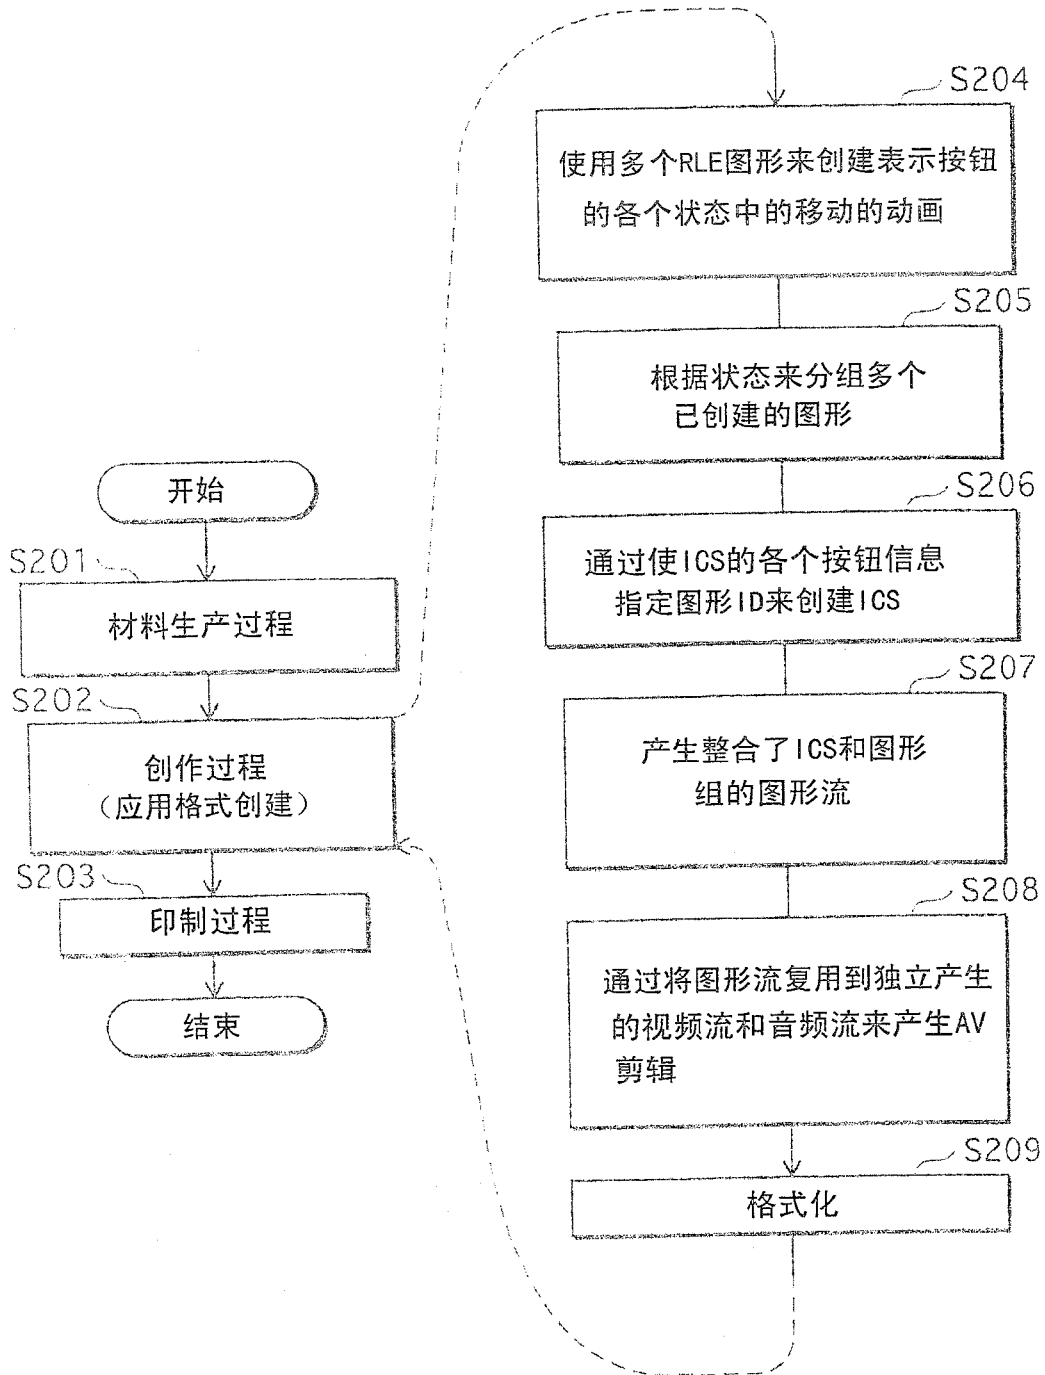 开始
S201
材料生产过程
S202
创作过程
（应用格式创建）
S203
印制过程
结束
S204
使用多个RLE图形来创建表示按钮
的各个状态中的移动的动画
S205
根据状态来分组多个
已创建的图形
S206
通过使ICS的各个按钮信息
指定图形ID来创建ICS
S207
产生整合了ICS和图形
组的图形流
S208
通过将图形流复用到独立产生
的视频流和音频流来产生AV
剪辑
S209
格式化